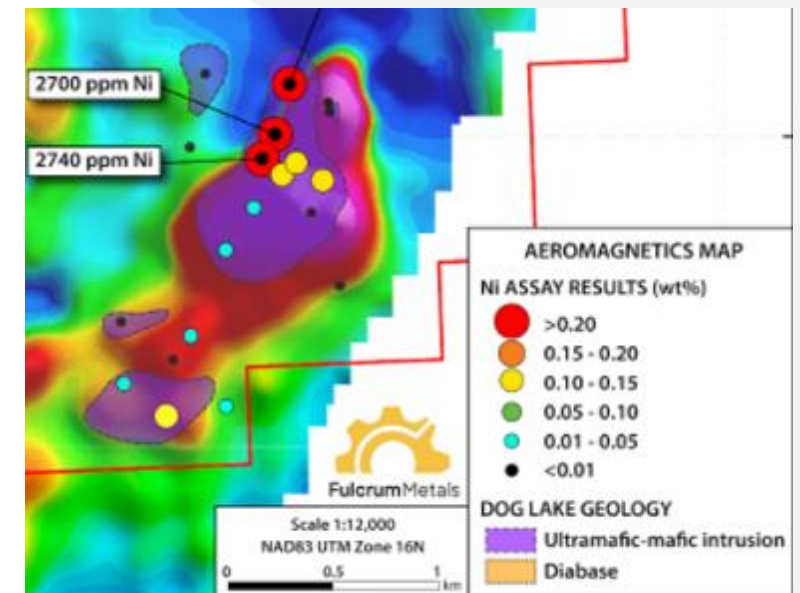 2700 ppm Ni
2740 ppm Ni
AEROMAGNETICS MAP
Ni ASSAY RESULTS (wt%)
>0.20
0.15 - 0.20
0.10 - 0.15
0.05 - 0.10
0.01 - 0.05
<0.01
DOG LAKE GEOLOGY
Ultramafic-mafic intrusion
Diabase
FulcrumMetals
Scale 1:12,000
NAD83 UTM Zone 16N
0 0.5 1
km